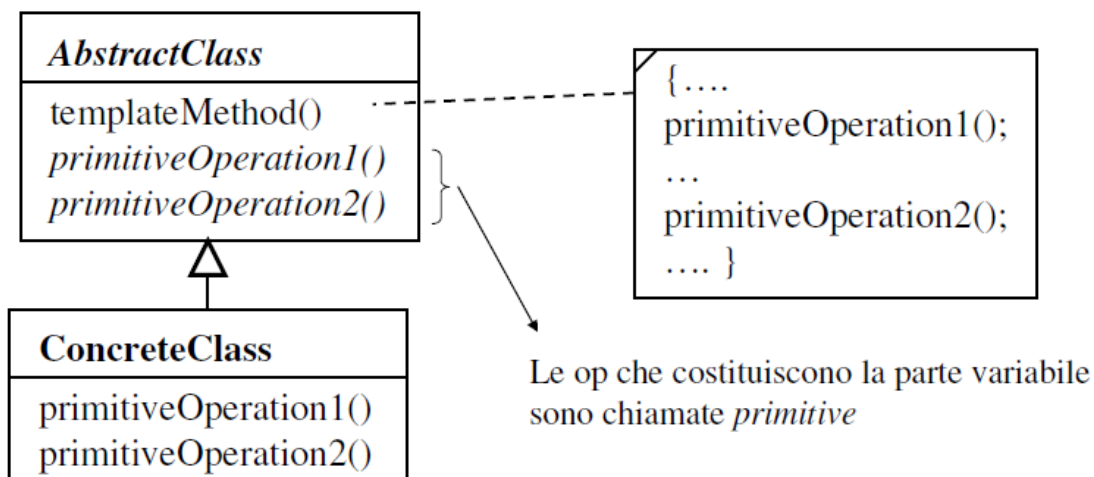 AbstractClass
templateMethod()
primitiveOperation1()
primitiveOperation2()
{....
primitiveOperation1();
...
primitiveOperation2();
.... }
ConcreteClass
primitiveOperation1()
primitiveOperation2()
Le op che costituiscono la parte variabile
sono chiamate primitive